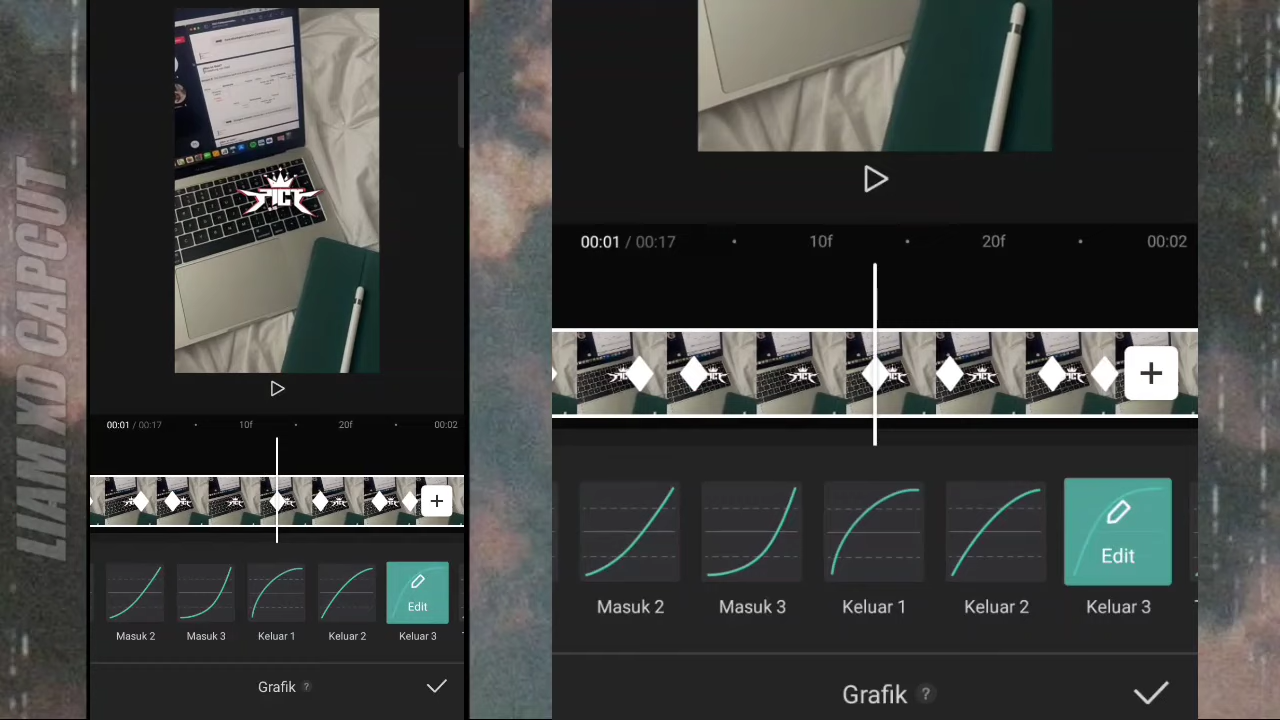 LIAM XD CAPCUT
PICT
00:01 / 00:17
10f
20f
00:02
Masuk 2
Masuk 3
Keluar 1
Keluar 2
Edit
Keluar 3
Grafik ?
00:01 / 00:17
10f
20f
00:02
Masuk 2
Masuk 3
Keluar 1
Keluar 2
Edit
Keluar 3
Grafik ?